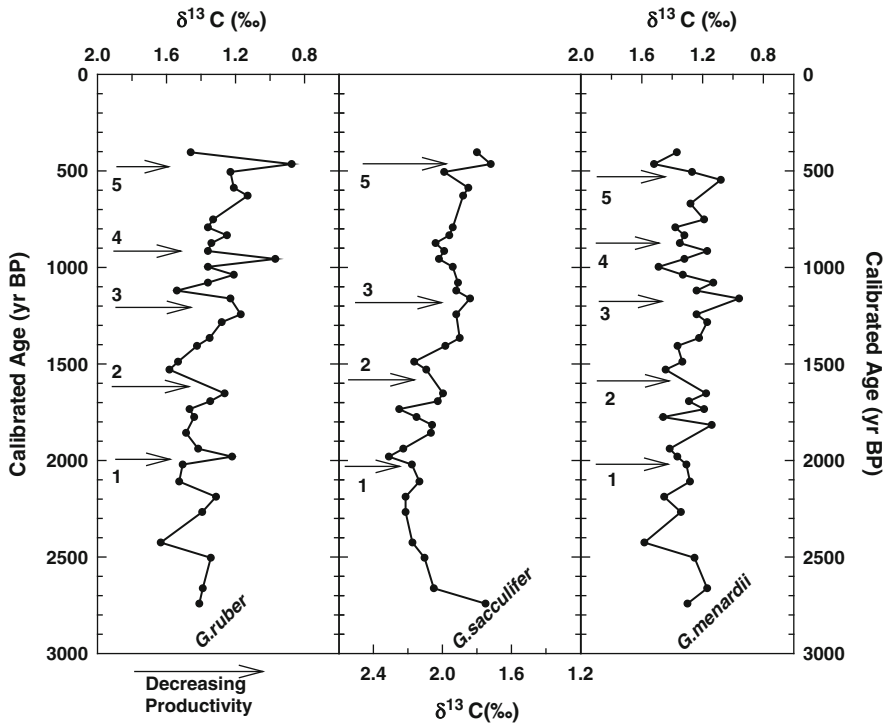 δ¹³ C (‰)
δ¹³ C (‰)
2.0 1.6 1.2 0.8
2.0 1.6 1.2 0.8
0
500
1000
1500
2000
2500
3000
Calibrated Age (yr BP)
5
4
3
2
1
G.ruber
5
3
2
1
G.sacculifer
5
4
3
2
1
G.menardii
0
500
1000
1500
2000
2500
3000
Calibrated Age (yr BP)
2.4 2.0 1.6 1.2
δ¹³ C(‰)
Decreasing
Productivity